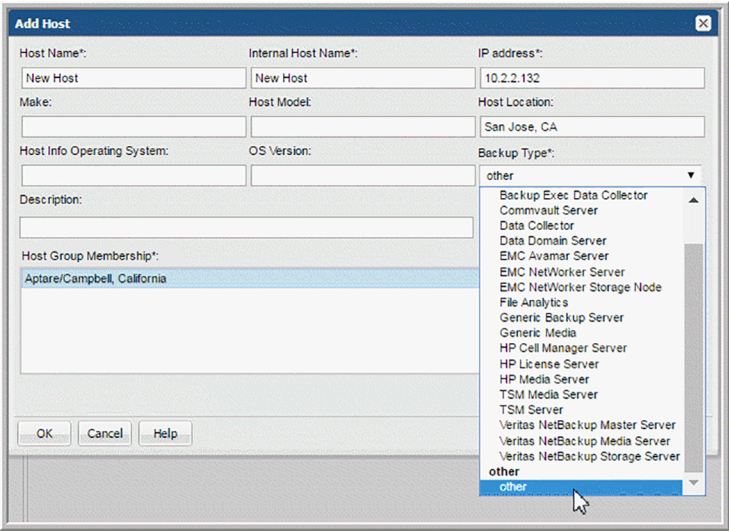 Add Host
Host Name*: Internal Host Name*: IP address*:
New Host New Host 10.2.2.132
Make: Host Model: Host Location:
San Jose, CA
Host Info Operating System: OS Version: Backup Type*:
other
Description:
Host Group Membership*:
Aptare/Campbell, California
Backup Exec Data Collector
Commvault Server
Data Collector
Data Domain Server
EMC Avamar Server
EMC NetWorker Server
EMC NetWorker Storage Node
File Analytics
Generic Backup Server
Generic Media
HP Cell Manager Server
HP License Server
HP Media Server
TSM Media Server
TSM Server
Veritas NetBackup Master Server
Veritas NetBackup Media Server
Veritas NetBackup Storage Server
other
other
OK Cancel Help